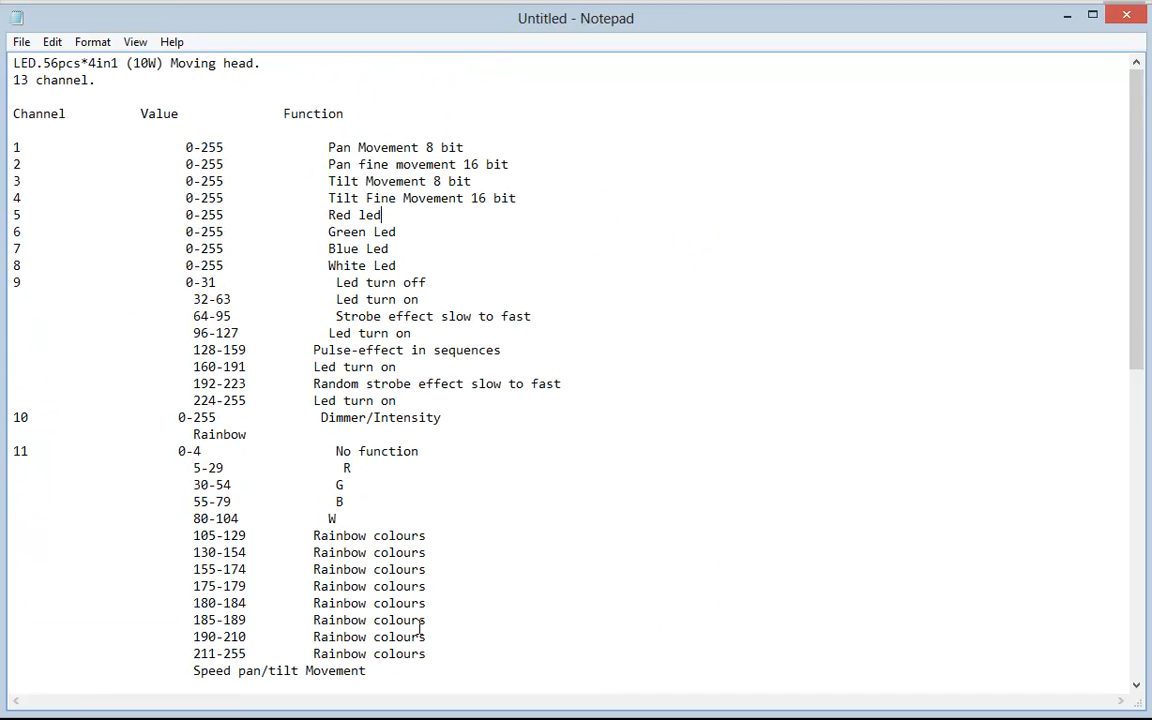 Untitled - Notepad
File Edit Format View Help
LED.56pcs*4in1 (10W) Moving head.
13 channel.
Channel Value Function
1 0-255 Pan Movement 8 bit
2 0-255 Pan fine movement 16 bit
3 0-255 Tilt Movement 8 bit
4 0-255 Tilt Fine Movement 16 bit
5 0-255 Red led
6 0-255 Green Led
7 0-255 Blue Led
8 0-255 White Led
9 0-31 Led turn off
32-63 Led turn on
64-95 Strobe effect slow to fast
96-127 Led turn on
128-159 Pulse-effect in sequences
160-191 Led turn on
192-223 Random strobe effect slow to fast
224-255 Led turn on
10 0-255 Dimmer/Intensity
Rainbow
11 0-4 No function
5-29 R
30-54 G
55-79 B
80-104 W
105-129 Rainbow colours
130-154 Rainbow colours
155-174 Rainbow colours
175-179 Rainbow colours
180-184 Rainbow colours
185-189 Rainbow colours
190-210 Rainbow colours
211-255 Rainbow colours
Speed pan/tilt Movement